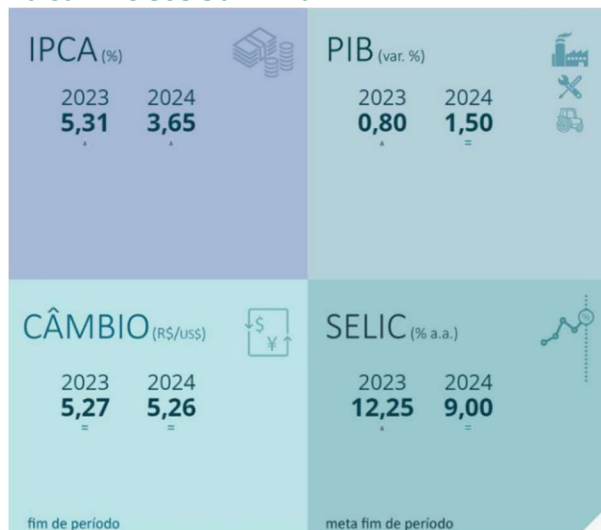 IPCA (%)
2023 2024
5,31 3,65
PIB (var. %)
2023 2024
0,80 1,50
= 
CÂMBIO (R$/US$)
$
¥
2023 2024
5,27 5,26
= =
fim de período
SELIC (% a.a.)
%
2023 2024
12,25 9,00
=
meta fim de período